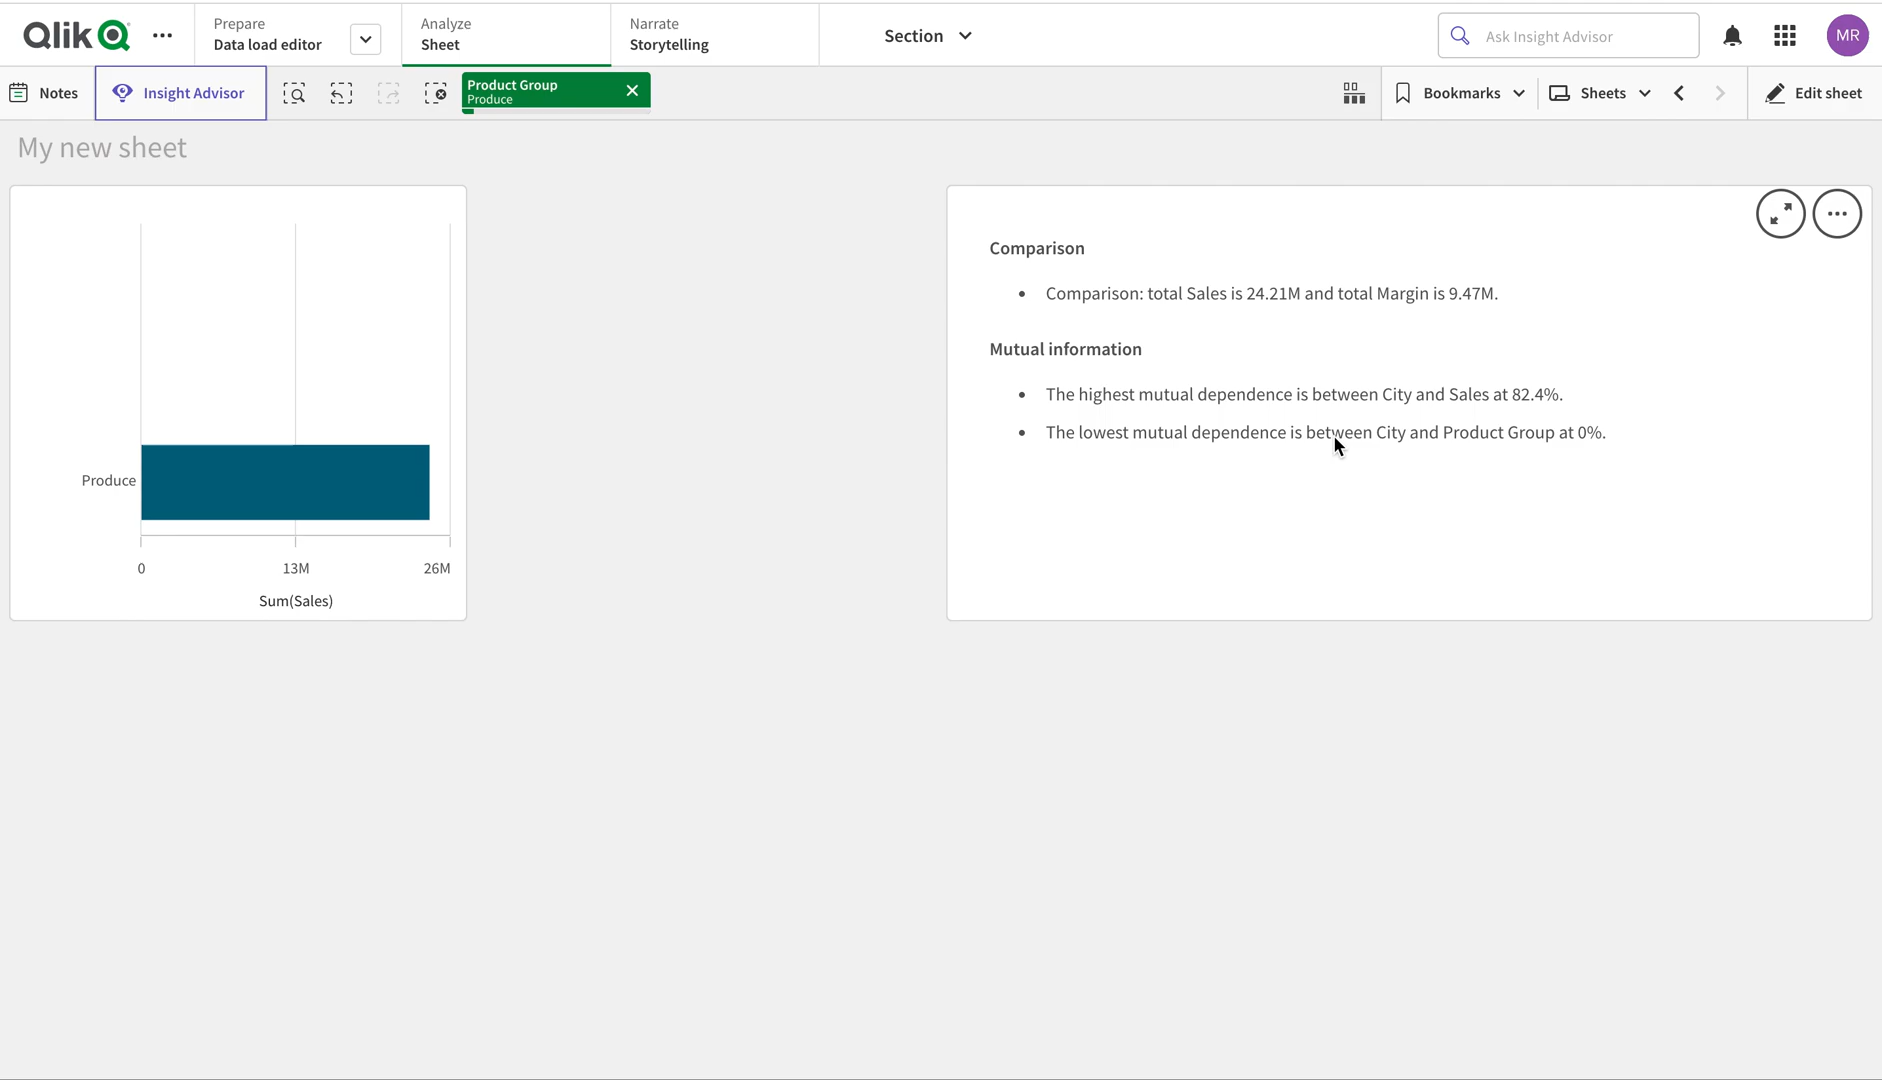 Qlik
Prepare
Data load editor
Analyze
Sheet
Narrate
Storytelling
Section
Ask Insight Advisor
MR
Notes
Insight Advisor
Product Group
Produce
Bookmarks
Sheets
Edit sheet
My new sheet
Produce
0
13M
26M
Sum(Sales)
Comparison
• Comparison: total Sales is 24.21M and total Margin is 9.47M.
Mutual information
• The highest mutual dependence is between City and Sales at 82.4%.
• The lowest mutual dependence is between City and Product Group at 0%.